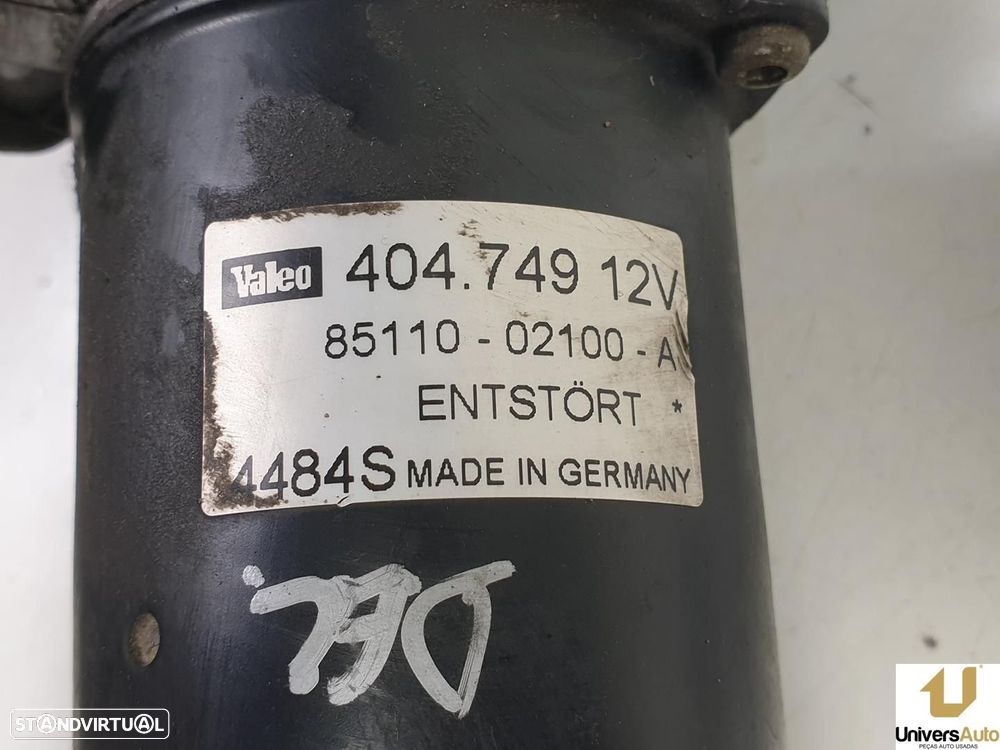 Valeo 404.749 12V
85110 - 02100 - A
ENTSTÖRT *
4484S MADE IN GERMANY
STANDVIRTUAL
UniversAuto
PEÇAS AUTO USADAS